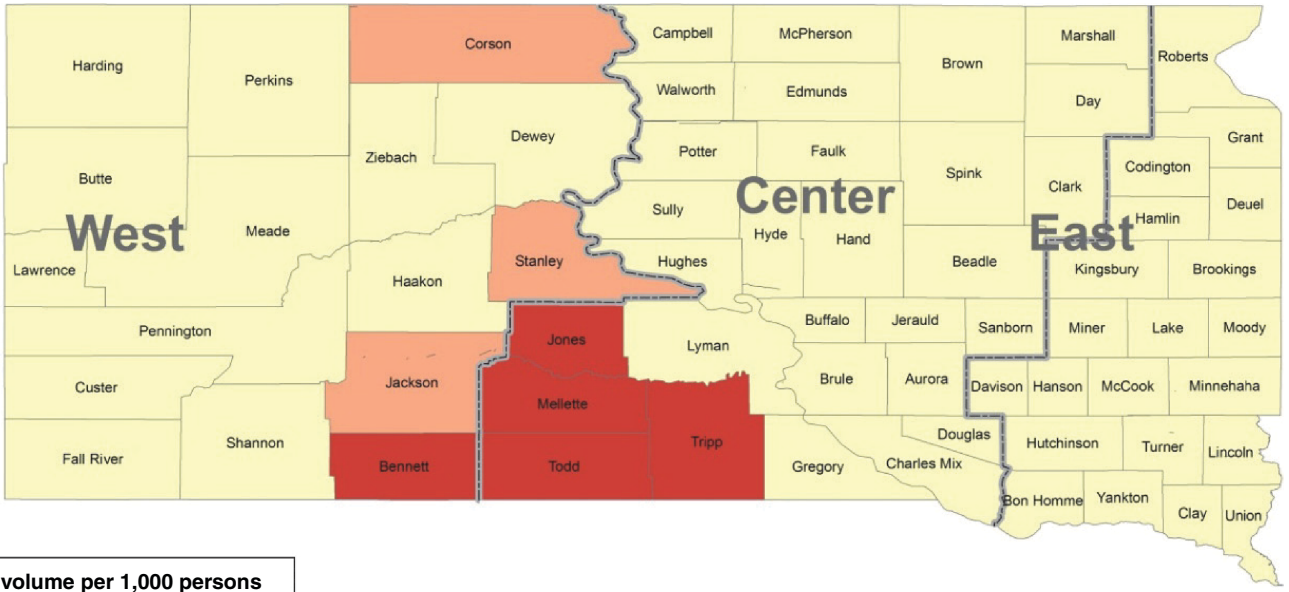 Corson
Campbell
McPherson
Marshall
Roberts
Harding
Perkins
Brown
Walworth
Edmunds
Day
Dewey
Ziebach
Potter
Faulk
Grant
Butte
Spink
Clark
Codington
West
Meade
Sully
Center
Hyde
Hand
East
Hamlin
Deuel
Lawrence
Haakon
Stanley
Hughes
Beadle
Kingsbury
Brookings
Pennington
Jones
Lyman
Buffalo
Jerauld
Sanborn
Miner
Lake
Moody
Custer
Jackson
Mellette
Brule
Aurora
Davison
Hanson
McCook
Minnehaha
Fall River
Shannon
Bennett
Todd
Tripp
Gregory
Charles Mix
Douglas
Hutchinson
Turner
Lincoln
Bon Homme
Yankton
Clay
Union
volume per 1,000 persons